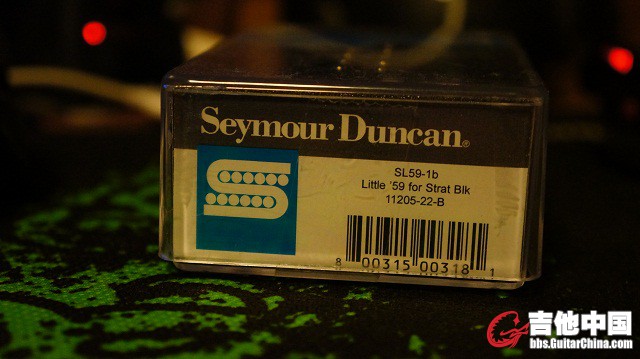 Seymour Duncan®
SL59-1b
Little '59 for Strat Blk
11205-22-B
8 00315 00318 1
吉他中国
bbs.GuitarChina.com